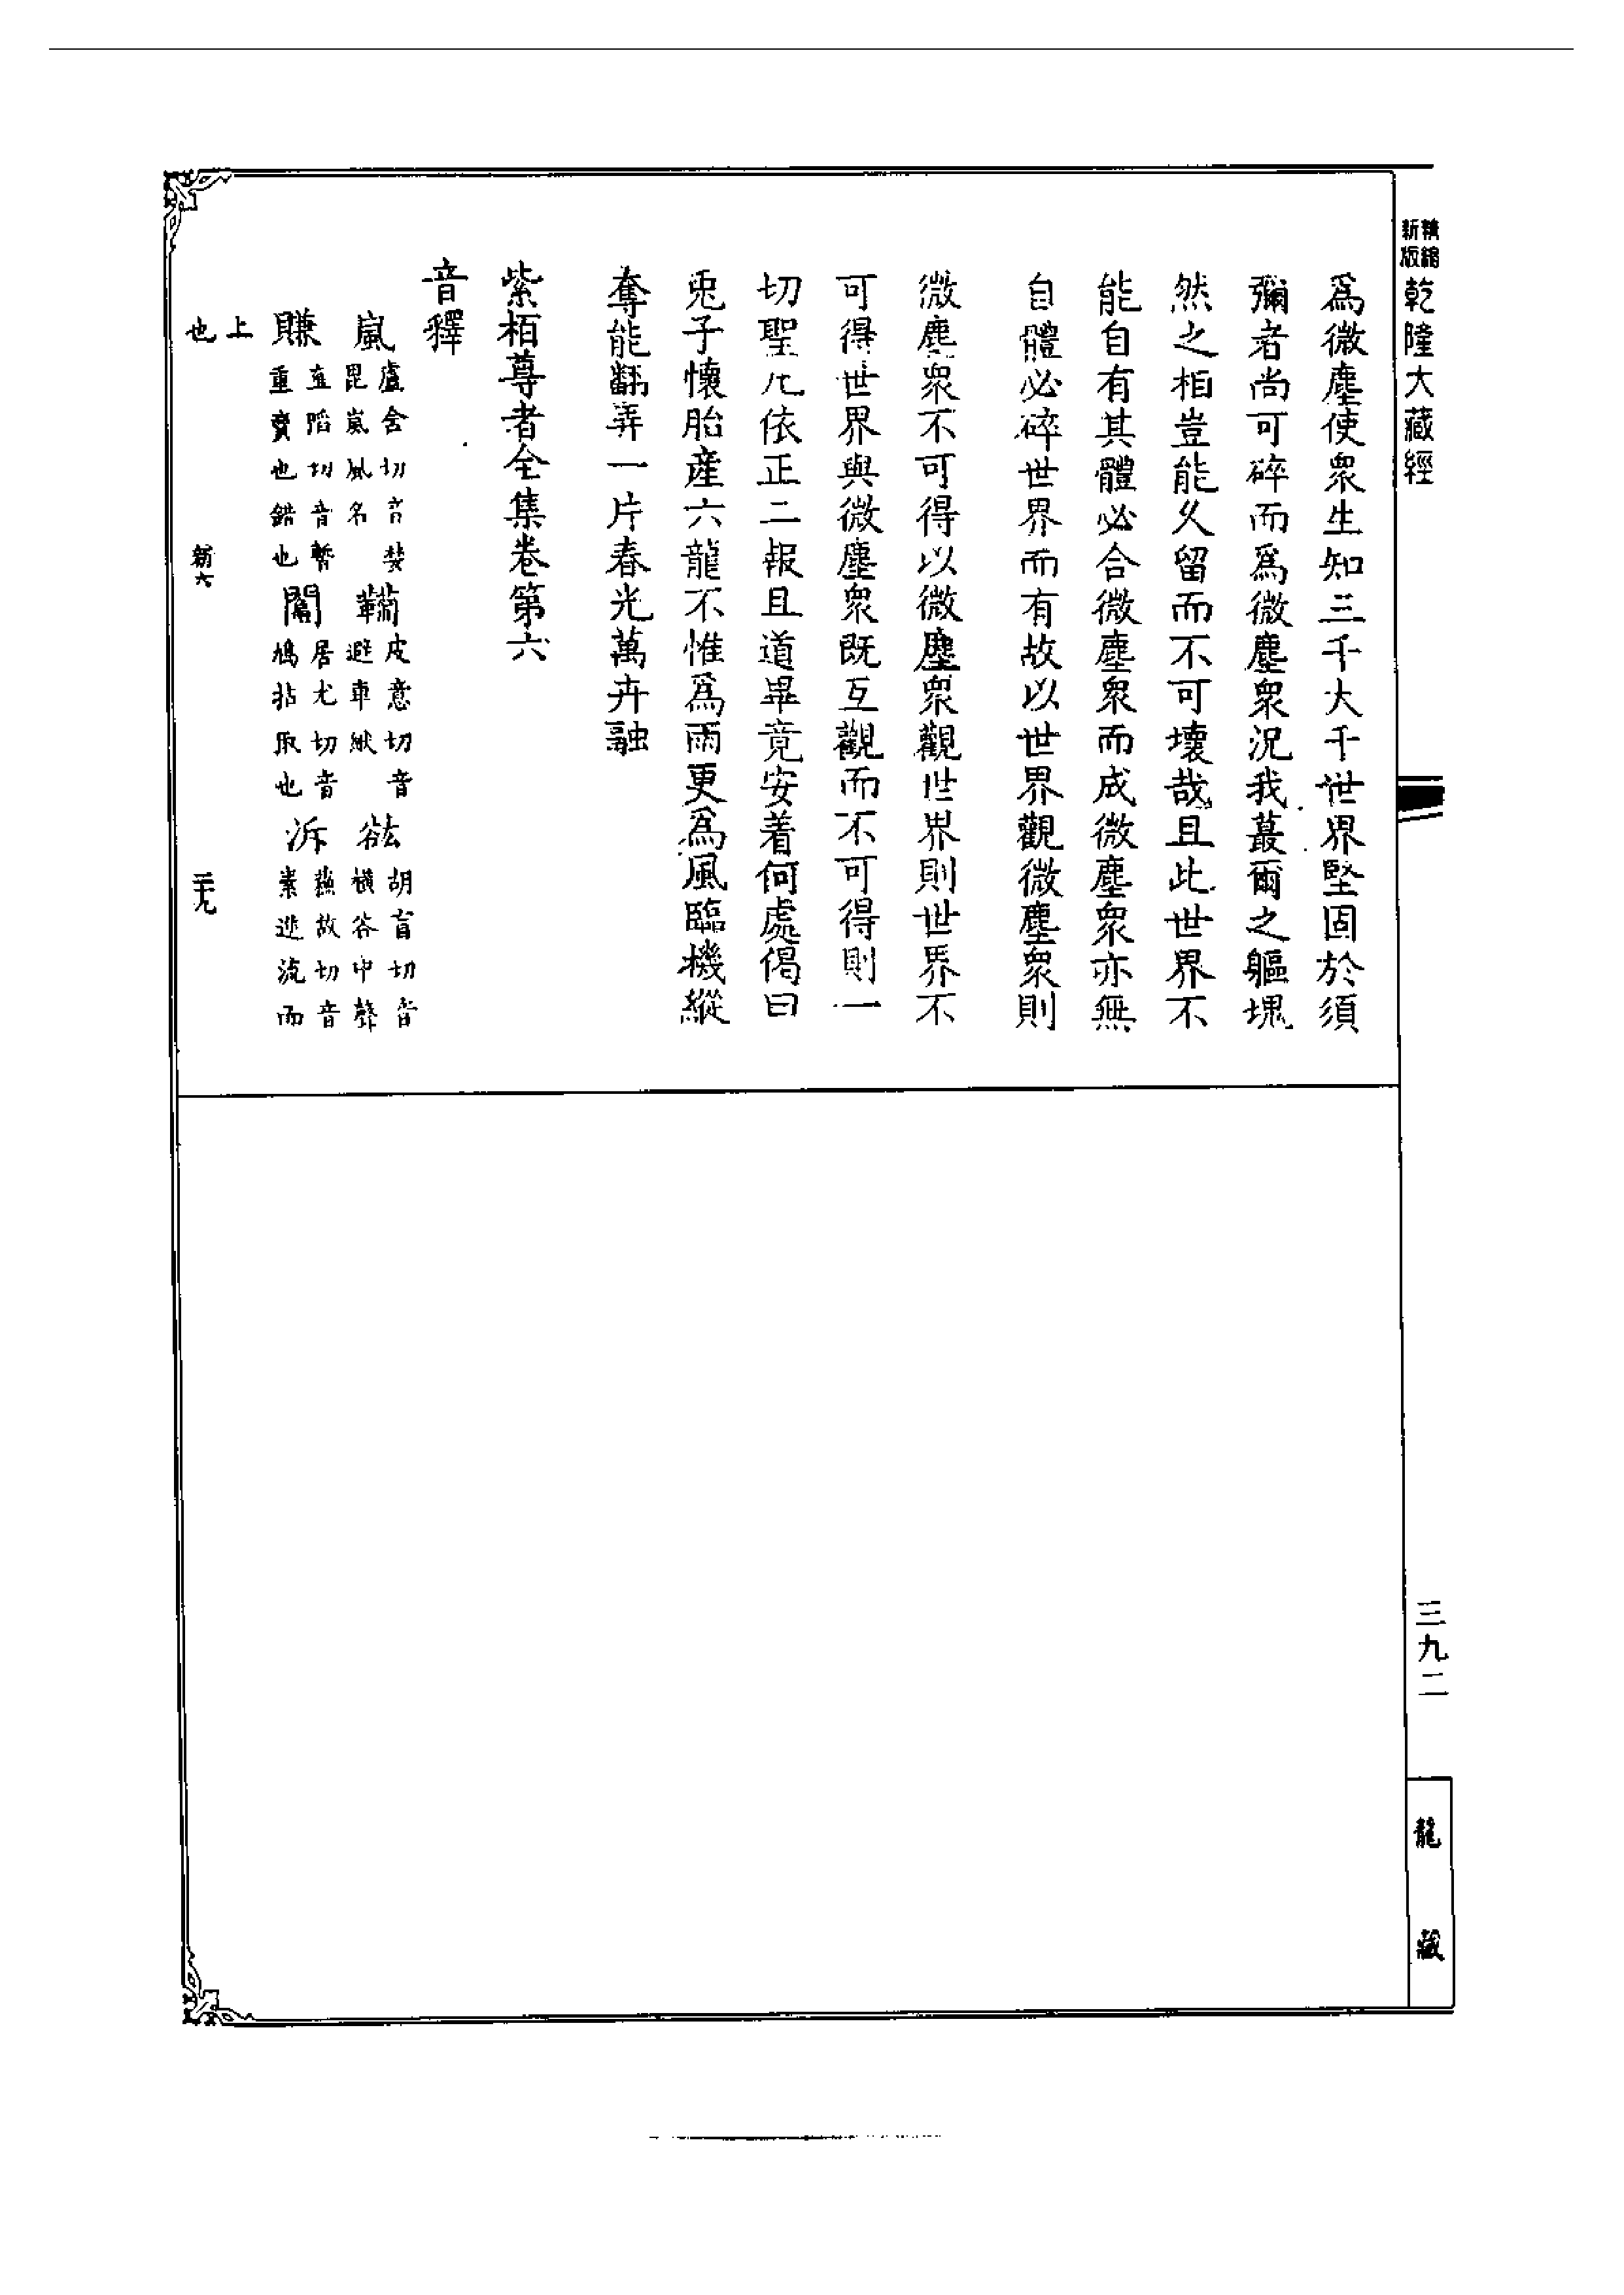 精縮新版
乾隆大藏經
三九二
龍藏
爲微塵使衆生知三千大千世界堅固於須
彌者尚可碎而爲微塵衆況我蕞爾之軀塊
然之相豈能久留而不可壞哉且此世界不
能自有其體必合微塵衆而成微塵衆亦無
自體必碎世界而有故以世界觀微塵衆則
微塵衆不可得以微塵衆觀世界則世界不
可得世界與微塵衆既互觀而不可得則一
切聖凡依正二報且道畢竟安着何處偈曰
兎子懷胎産六龍不惟爲雨更爲風臨機縱
奪能翻弄一片春光萬卉融
紫栢尊者全集卷第六
音釋
嵐盧含切音婪毘嵐風名 鞴皮意切音避車絥 谹胡盲切音橫谷中聲
賺直陷切音暫重賣也錯也 鬮居尤切音鳩拈取也 泝蘇故切音素逆流而
上也
新六
二十九